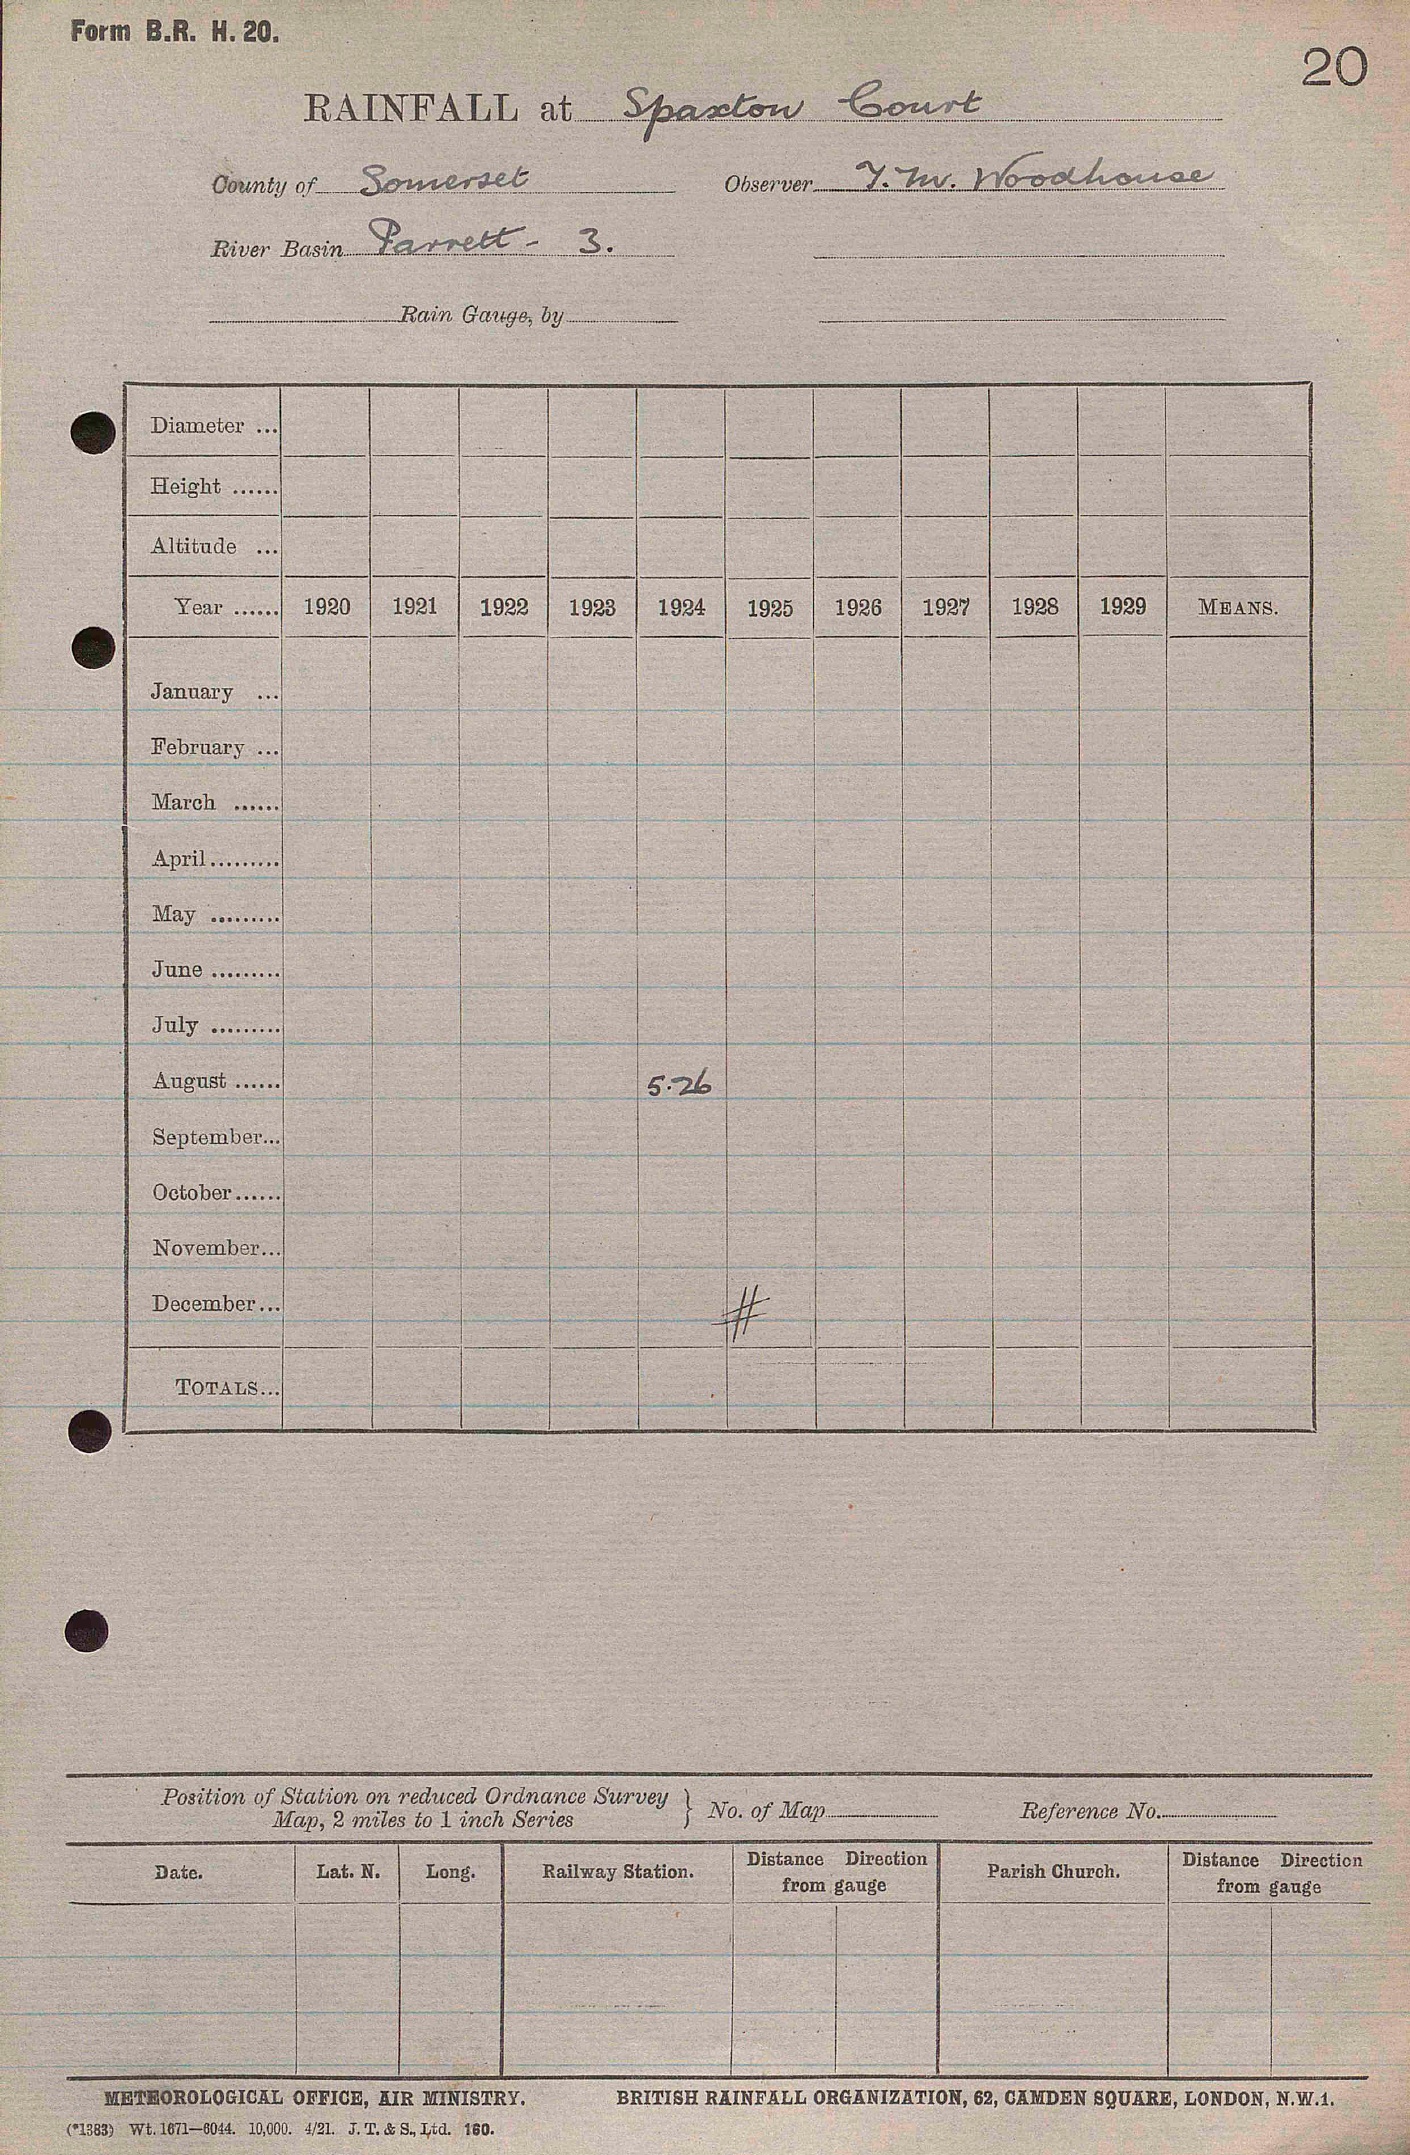 Form B.R. H. 20.
20
RAINFALL at Spaxton Court
County of Somerset Observer T. M. Woodhouse
River Basin Parrett - 3.
Rain Gauge, by
Diameter ...
Height ......
Altitude ...
Year ...... 1920 1921 1922 1923 1924 1925 1926 1927 1928 1929 MEANS.
January ...
February ...
March ......
April.........
May .........
June .........
July .........
August ...... 5.26
September...
October......
November...
December... #
TOTALS...
Position of Station on reduced Ordnance Survey
Map, 2 miles to 1 inch Series } No. of Map Reference No.
Date. Lat. N. Long. Railway Station. Distance Direction from gauge Parish Church. Distance Direction from gauge
METEOROLOGICAL OFFICE, AIR MINISTRY. BRITISH RAINFALL ORGANIZATION, 62, CAMDEN SQUARE, LONDON, N.W.1.
(*1383) Wt. 1671—6044. 10,000. 4/21. J. T. & S., Ltd. 160.